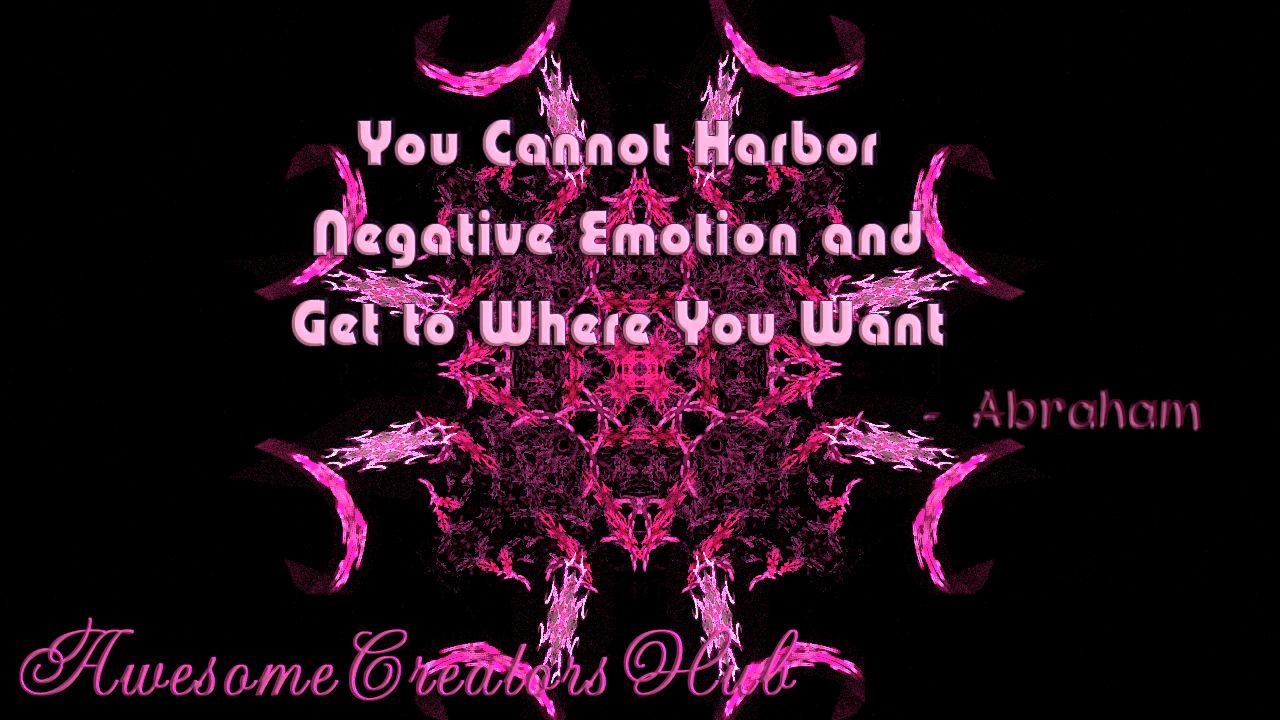 You Cannot Harbor
Negative Emotion and
Get to Where You Want
- Abraham
AwesomeCreatorsHub